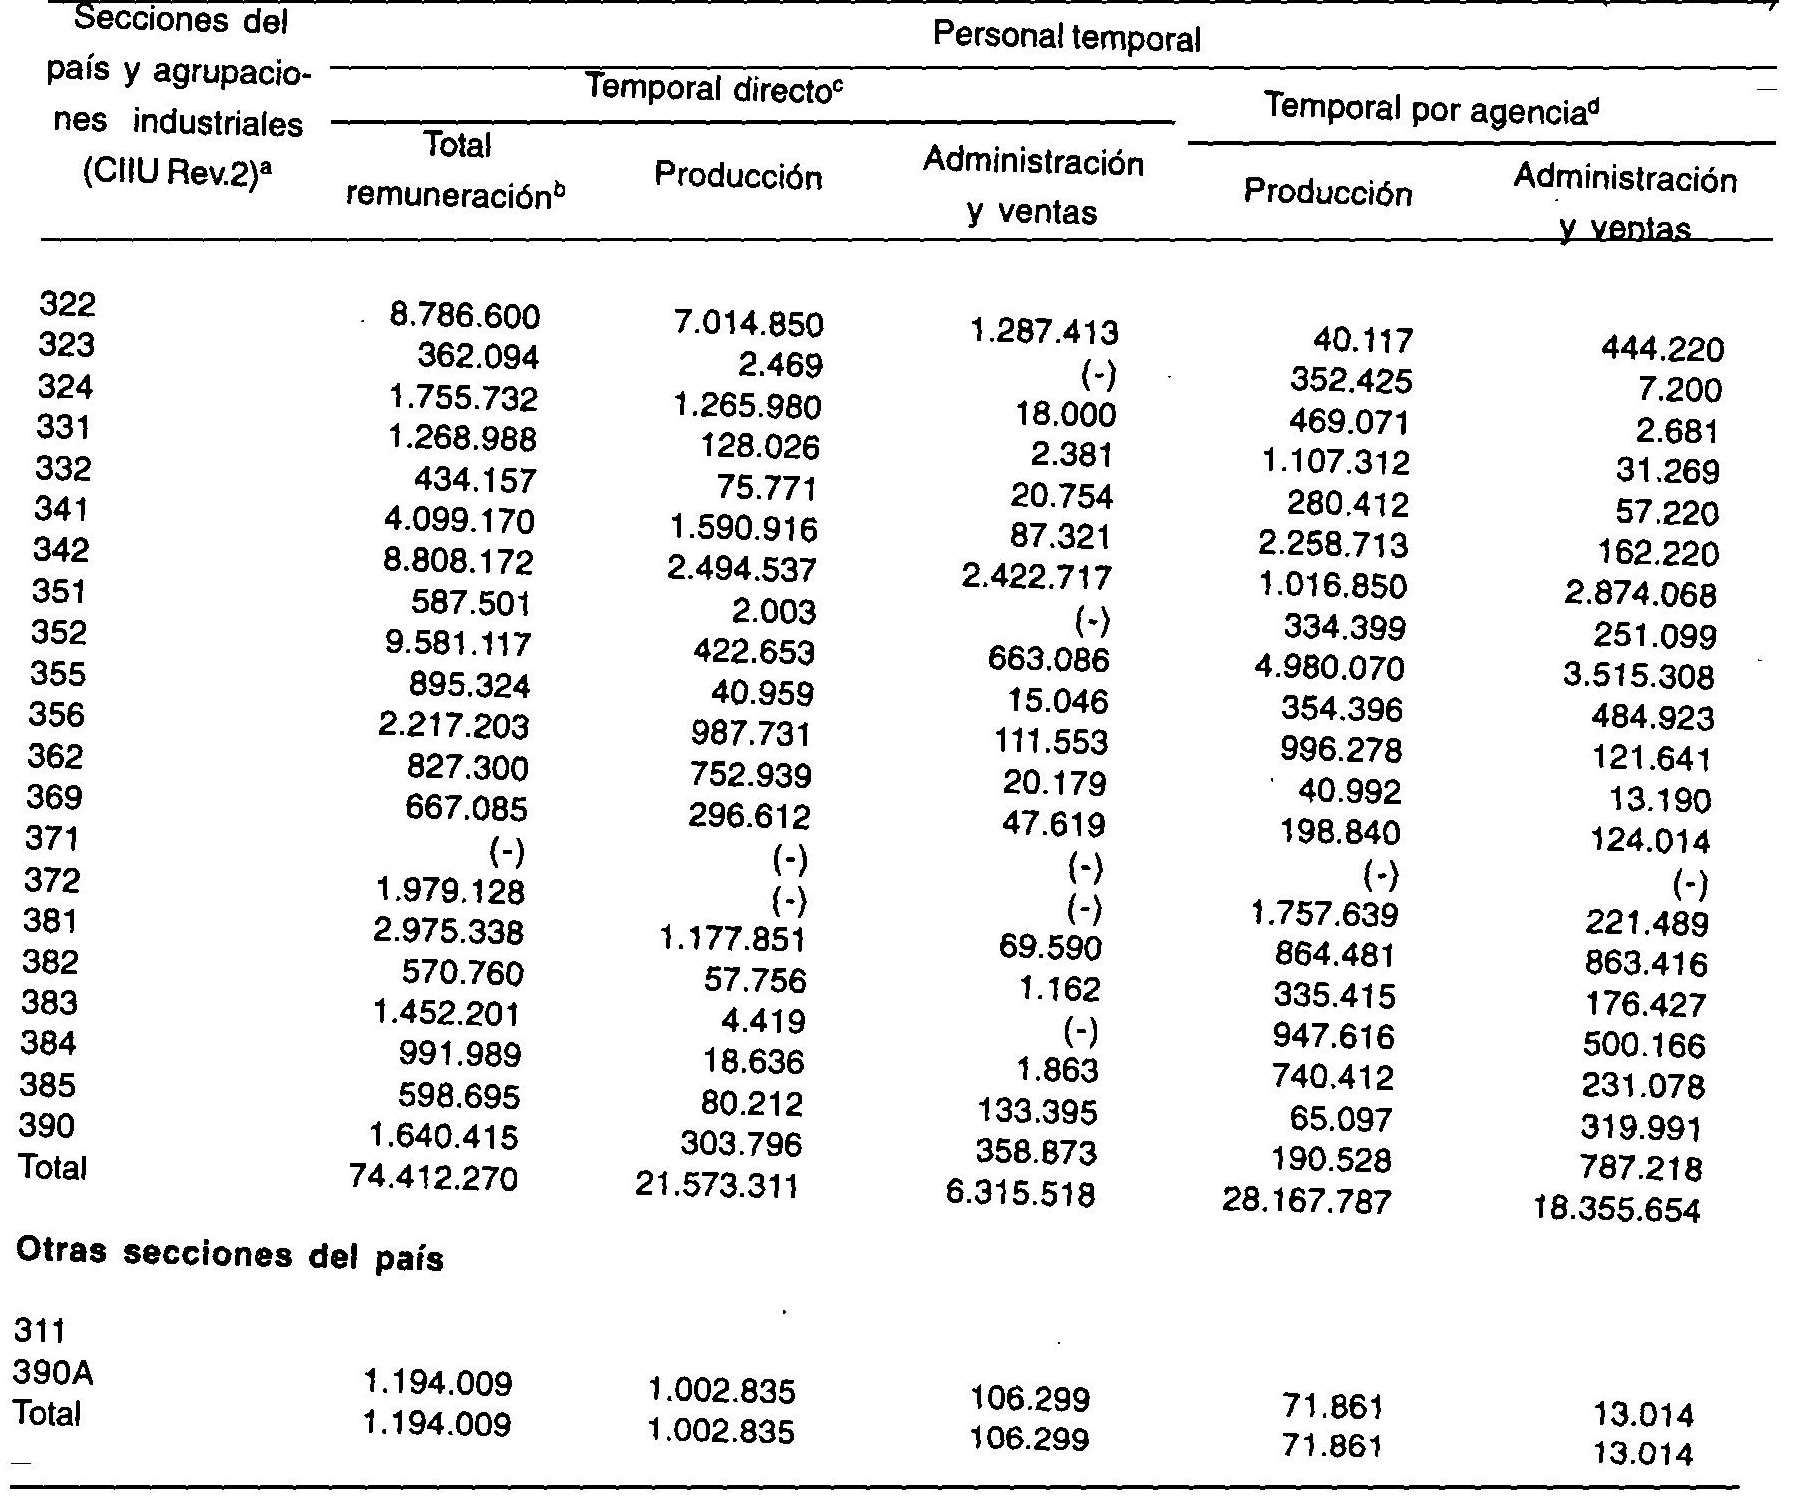 Secciones del país y agrupacio- nes industriales (CIIU Rev.2)ª
Personal temporal
Temporal directoᶜ
Temporal por agenciaᵈ
Total remuneraciónᵇ
Producción
Administración y ventas
Producción
Administración y ventas
322 8.786.600 7.014.850 1.287.413 40.117 444.220
323 362.094 2.469 (-) 352.425 7.200
324 1.755.732 1.265.980 18.000 469.071 2.681
331 1.268.988 128.026 2.381 1.107.312 31.269
332 434.157 75.771 20.754 280.412 57.220
341 4.099.170 1.590.916 87.321 2.258.713 162.220
342 8.808.172 2.494.537 2.422.717 1.016.850 2.874.068
351 587.501 2.003 (-) 334.399 251.099
352 9.581.117 422.653 663.086 4.980.070 3.515.308
355 895.324 40.959 15.046 354.396 484.923
356 2.217.203 987.731 111.553 996.278 121.641
362 827.300 752.939 20.179 40.992 13.190
369 667.085 296.612 47.619 198.840 124.014
371 (-) (-) (-) (-) (-)
372 1.979.128 (-) (-) 1.757.639 221.489
381 2.975.338 1.177.851 69.590 864.481 863.416
382 570.760 57.756 1.162 335.415 176.427
383 1.452.201 4.419 (-) 947.616 500.166
384 991.989 18.636 1.863 740.412 231.078
385 598.695 80.212 133.395 65.097 319.991
390 1.640.415 303.796 358.873 190.528 787.218
Total 74.412.270 21.573.311 6.315.518 28.167.787 18.355.654
Otras secciones del país
311
390A 1.194.009 1.002.835 106.299 71.861 13.014
Total 1.194.009 1.002.835 106.299 71.861 13.014